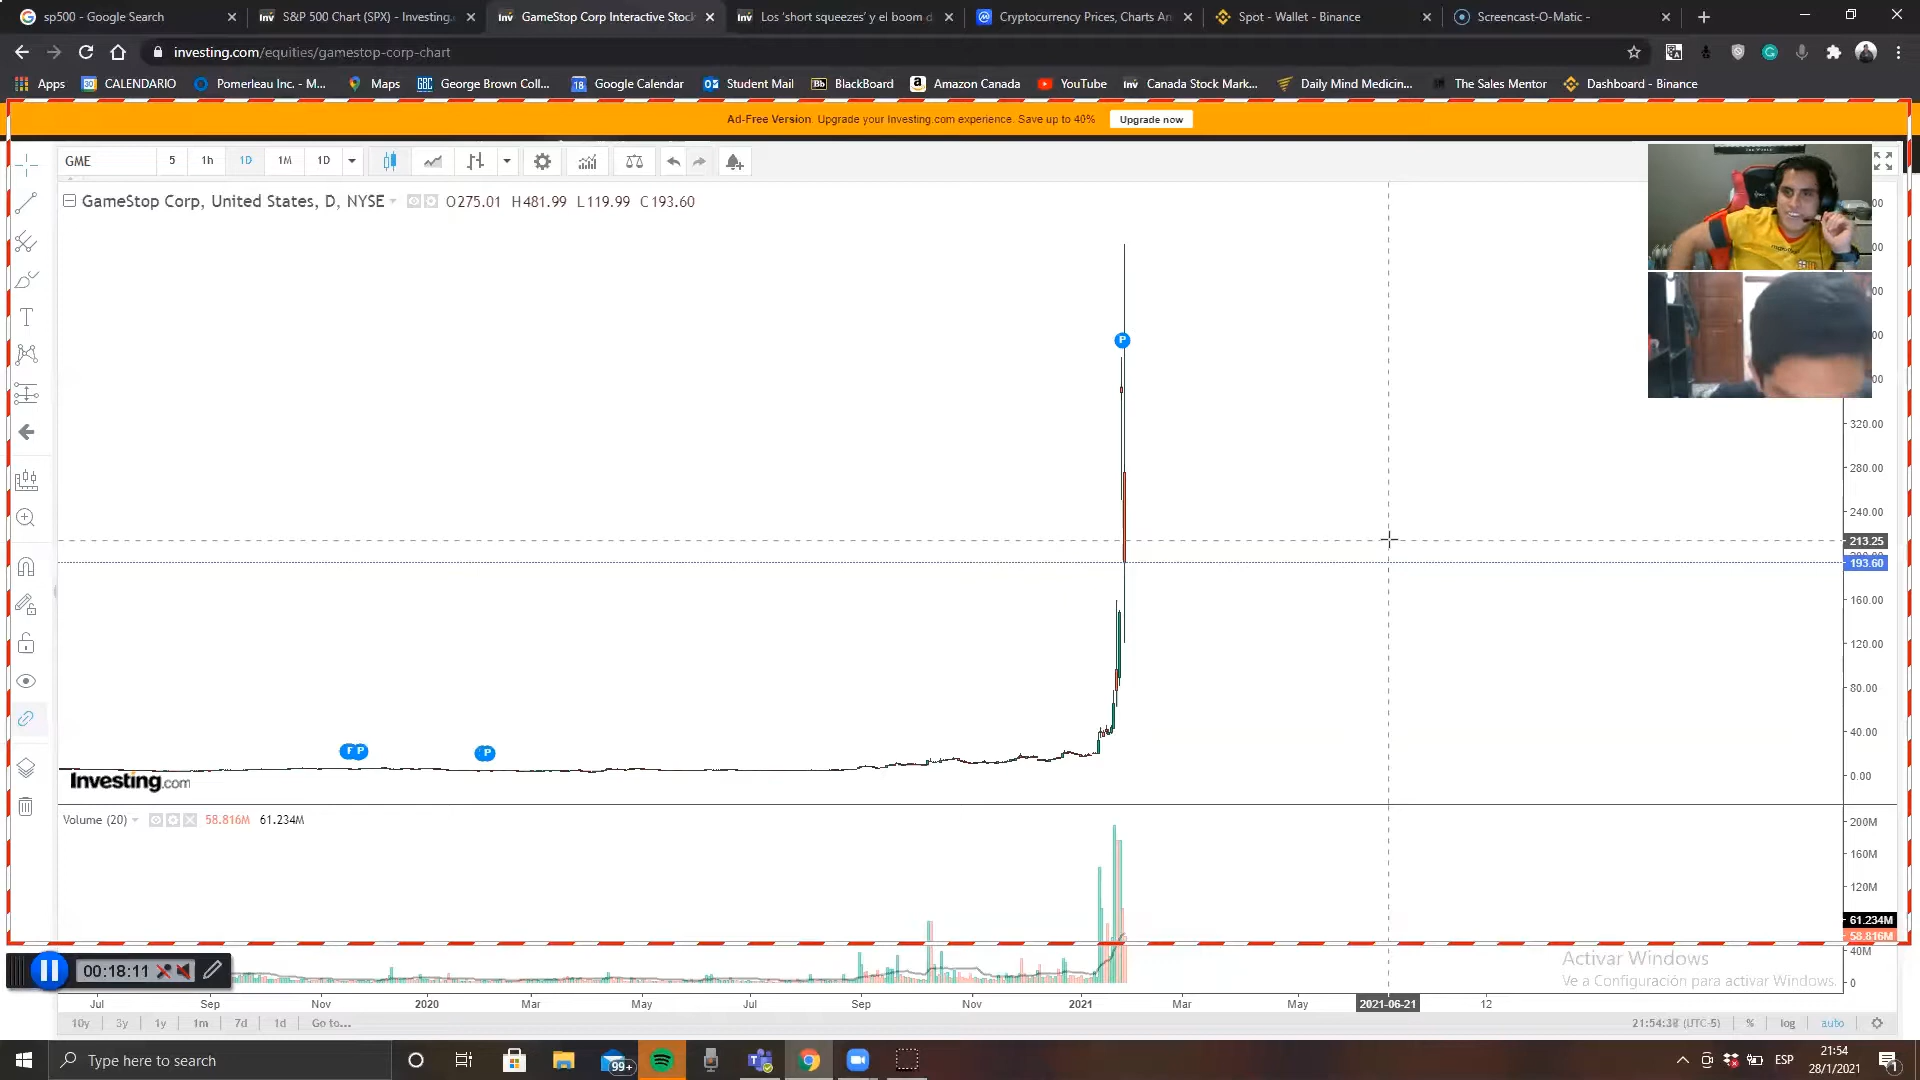 sp500 - Google Search
S&P 500 Chart (SPX) - Investing.
GameStop Corp Interactive Stock
Los 'short squeezes' y el boom d
Cryptocurrency Prices, Charts An
Spot - Wallet - Binance
Screencast-O-Matic -
investing.com/equities/gamestop-corp-chart
Apps
CALENDARIO
Pomerleau Inc. - M...
Maps
George Brown Coll...
Google Calendar
Student Mail
BlackBoard
Amazon Canada
YouTube
Canada Stock Mark...
Daily Mind Medicin...
The Sales Mentor
Dashboard - Binance
Ad-Free Version. Upgrade your Investing.com experience. Save up to 40%
Upgrade now
GME 5 1h 1D 1M 1D
GameStop Corp, United States, D, NYSE O275.01 H481.99 L119.99 C193.60
P
P
P
320.00
280.00
240.00
213.25
193.60
160.00
120.00
80.00
40.00
0.00
Investing.com
Volume (20) 58.816M 61.234M
200M
160M
120M
61.234M
58.816M
40M
0
00:18:11
Activar Windows
Ve a Configuración para activar Windows.
Jul Sep Nov 2020 Mar May Jul Sep Nov 2021 Mar May 2021-06-21 12
10y 3y 1y 1m 7d 1d Go to...
21:54:38 (UTC-5) % log auto
Type here to search
99+
ESP
21:54
28/1/2021